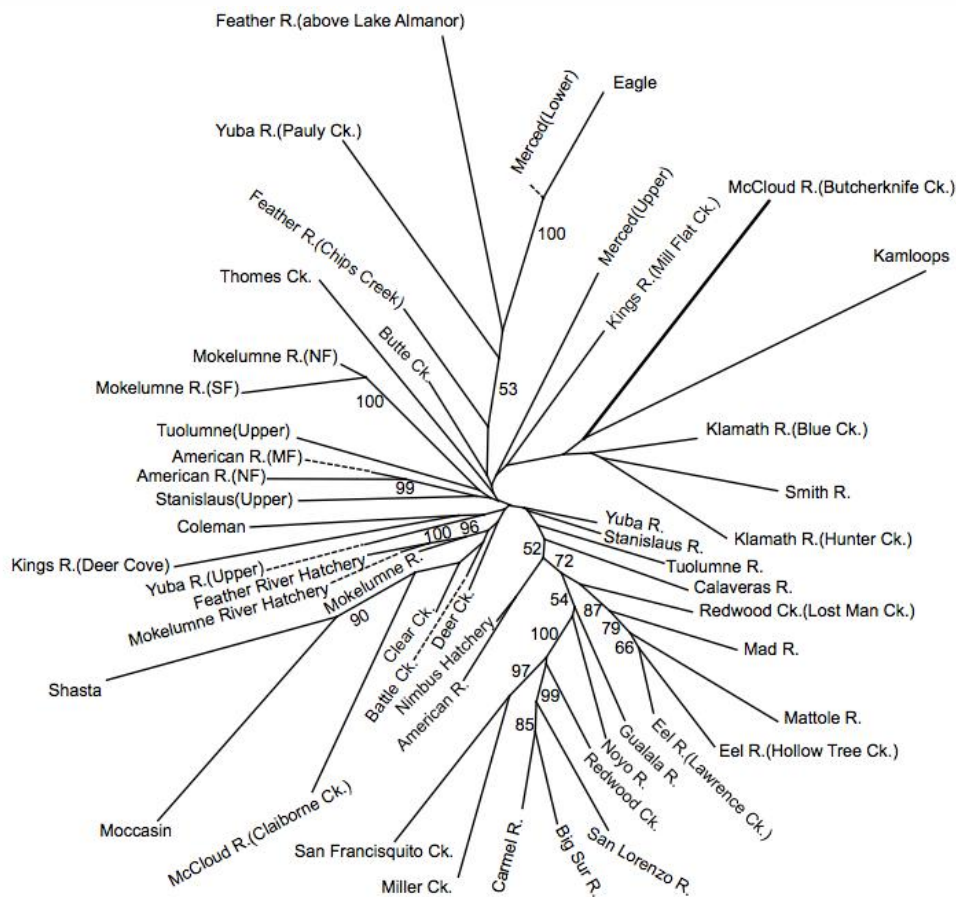 Feather R.(above Lake Almanor)
Eagle
Merced(Lower)
Yuba R.(Pauly Ck.)
McCloud R.(Butcherknife Ck.)
Merced(Upper)
Feather R.(Chips Creek)
Kings R.(Mill Flat Ck.)
100
Kamloops
Thomes Ck.
Butte Ck.
Mokelumne R.(NF)
Mokelumne R.(SF)
53
100
Klamath R.(Blue Ck.)
Tuolumne(Upper)
American R.(MF)
American R.(NF)
99
Smith R.
Stanislaus(Upper)
Coleman
Yuba R.
100
96
Stanislaus R.
Klamath R.(Hunter Ck.)
Kings R.(Deer Cove)
52
72
Tuolumne R.
Yuba R.(Upper)
Feather River Hatchery
Calaveras R.
Mokelumne River Hatchery
Mokelumne R.
54
87
Redwood Ck.(Lost Man Ck.)
90
79
Clear Ck.
Deer Ck.
100
66
Mad R.
Battle Ck.
Nimbus Hatchery
97
Shasta
American R.
99
Mattole R.
85
Noyo R.
Gualala R.
Eel R.(Lawrence Ck.)
Eel R.(Hollow Tree Ck.)
Redwood Ck.
Moccasin
McCloud R.(Claiborne Ck.)
San Francisquito Ck.
Miller Ck.
Carmel R.
Big Sur R.
San Lorenzo R.